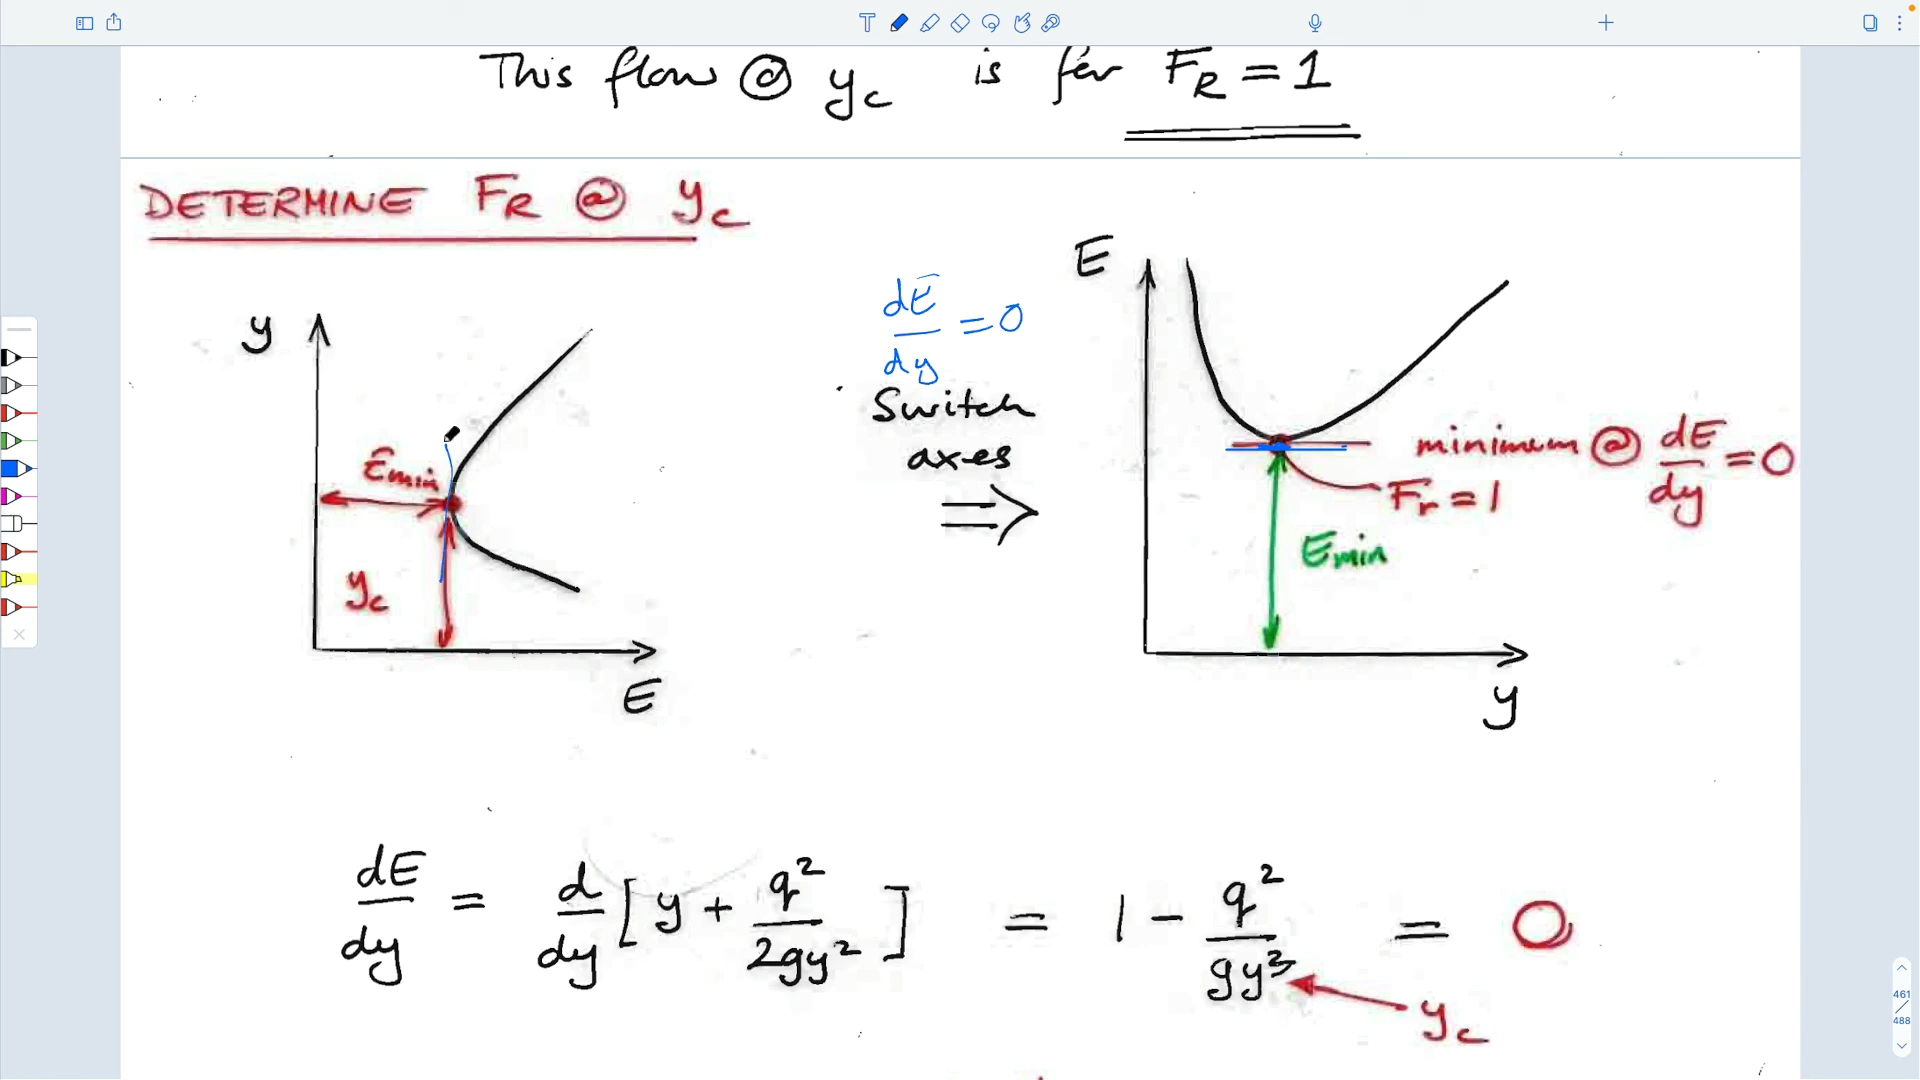 This flow @ yc is for FR = 1
DETERMINE FR @ yc
y
Emin
yc
E
dE/dy = 0
Switch
axes
⇒
E
minimum @ dE/dy = 0
Fr = 1
Emin
y
dE/dy = d/dy [ y + q²/2gy² ] = 1 - q²/gy³ = 0
yc
461
/
488